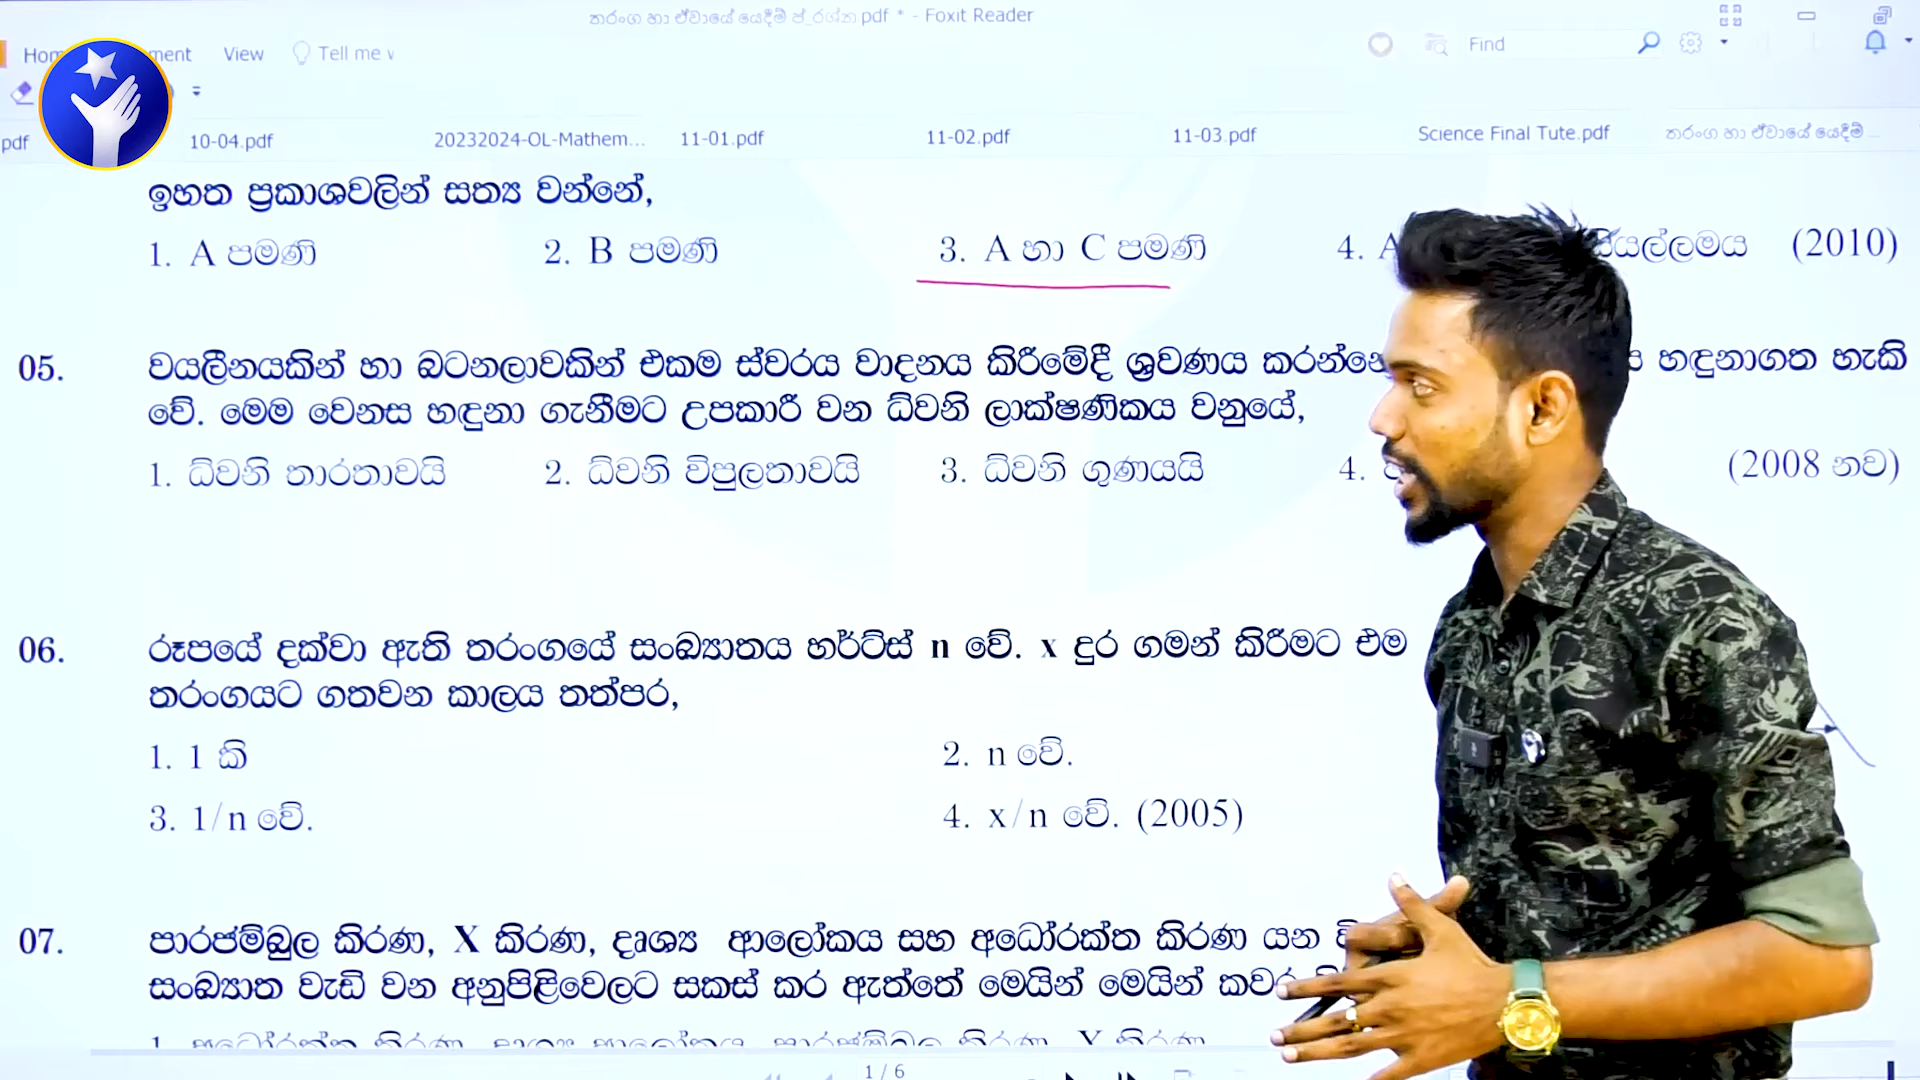 තරංග හා ඒවායේ යෙදීම් ප්_රශ්න.pdf * - Foxit Reader
View Tell me Find
pdf 10-04.pdf 20232024-OL-Mathem... 11-01.pdf 11-02.pdf 11-03.pdf Science Final Tute.pdf තරංග හා ඒවායේ යෙදීම් ...
ඉහත ප්‍රකාශවලින් සත්‍ය වන්නේ,
1. A පමණි 2. B පමණි 3. A හා C පමණි 4. (2010)
05. වයලීනයකින් හා බටනලාවකින් එකම ස්වරය වාදනය කිරීමේදී ශ්‍රවණය හඳුනාගත හැකි
වේ. මෙම වෙනස හඳුනා ගැනීමට උපකාරී වන ධ්වනි ලාක්ෂණිකය වනුයේ,
1. ධ්වනි තාරතාවයි 2. ධ්වනි විපුලතාවයි 3. ධ්වනි ගුණයයි 4. (2008 නව)
06. රූපයේ දක්වා ඇති තරංගයේ සංඛ්‍යාතය හර්ට්ස් n වේ. x දුර ගමන් කිරීමට එම
තරංගයට ගතවන කාලය තත්පර,
1. 1 කි 2. n වේ.
3. 1/n වේ. 4. x/n වේ. (2005)
07. පාරජම්බුල කිරණ, X කිරණ, දෘශ්‍ය ආලෝකය සහ අධෝරක්ත කිරණ යන
සංඛ්‍යාත වැඩි වන අනුපිළිවෙලට සකස් කර ඇත්තේ මෙයින් මෙයින්
1 / 6